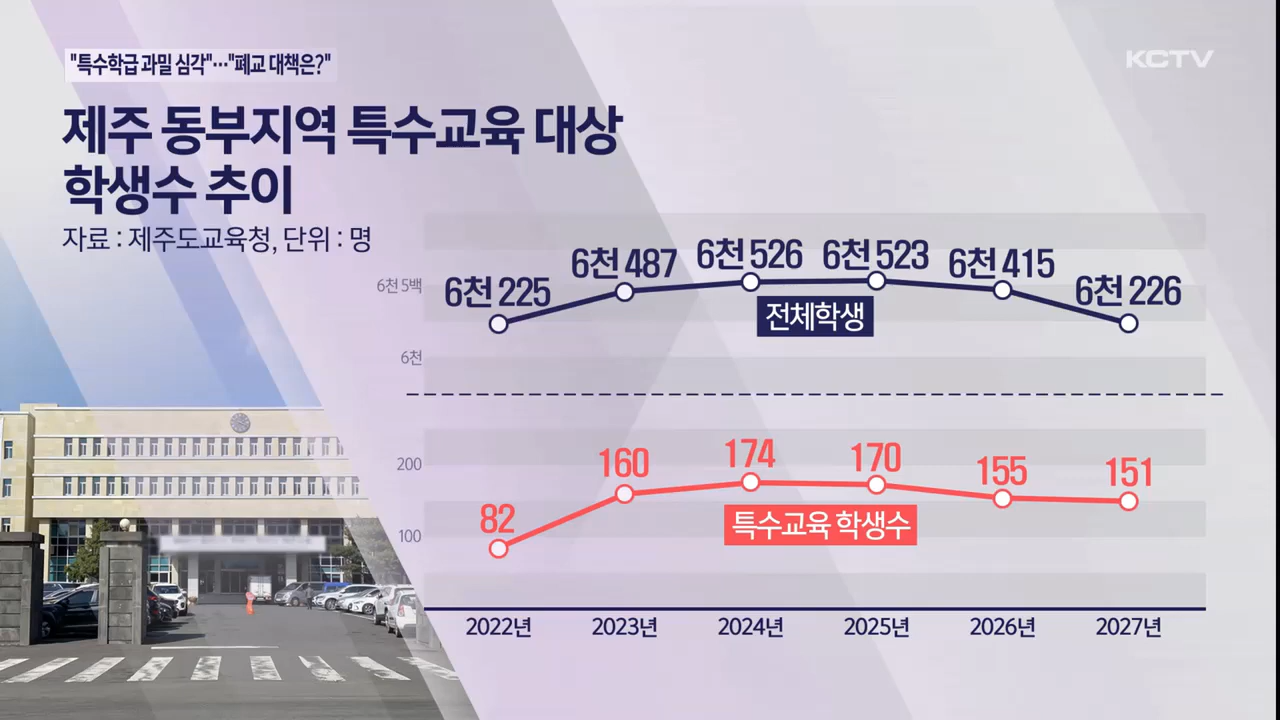 "특수학급 과밀 심각"…"폐교 대책은?"
KCTV
제주 동부지역 특수교육 대상
학생수 추이
자료 : 제주도교육청, 단위 : 명
6천 5백
6천
6천 225
6천 487
6천 526
6천 523
6천 415
6천 226
전체학생
200
100
82
160
174
170
155
151
특수교육 학생수
2022년 2023년 2024년 2025년 2026년 2027년